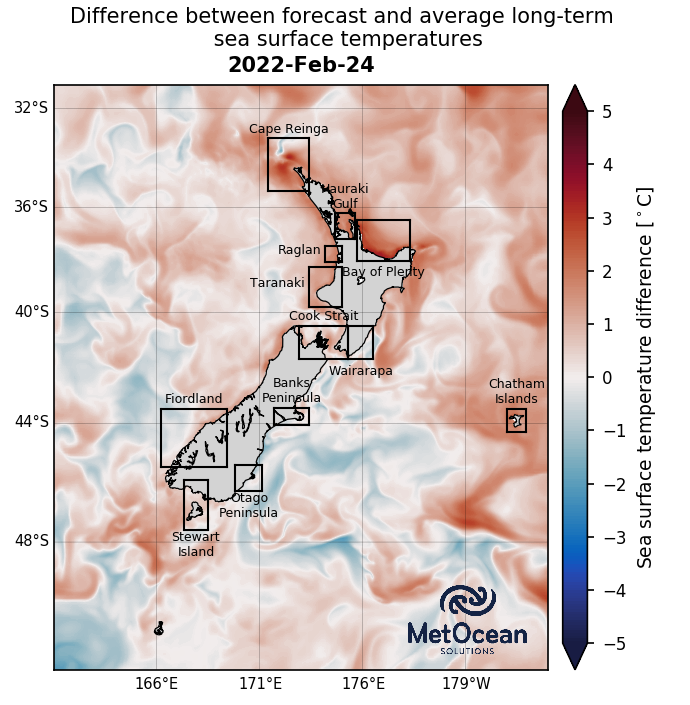 Difference between forecast and average long-term
sea surface temperatures
2022-Feb-24
32°S
36°S
40°S
44°S
48°S
166°E
171°E
176°E
179°W
Cape Reinga
Hauraki
Gulf
Raglan
Bay of Plenty
Taranaki
Cook Strait
Wairarapa
Banks
Peninsula
Fiordland
Chatham
Islands
Otago
Peninsula
Stewart
Island
MetOcean
SOLUTIONS
5
4
3
2
1
0
−1
−2
−3
−4
−5
Sea surface temperature difference [°C]